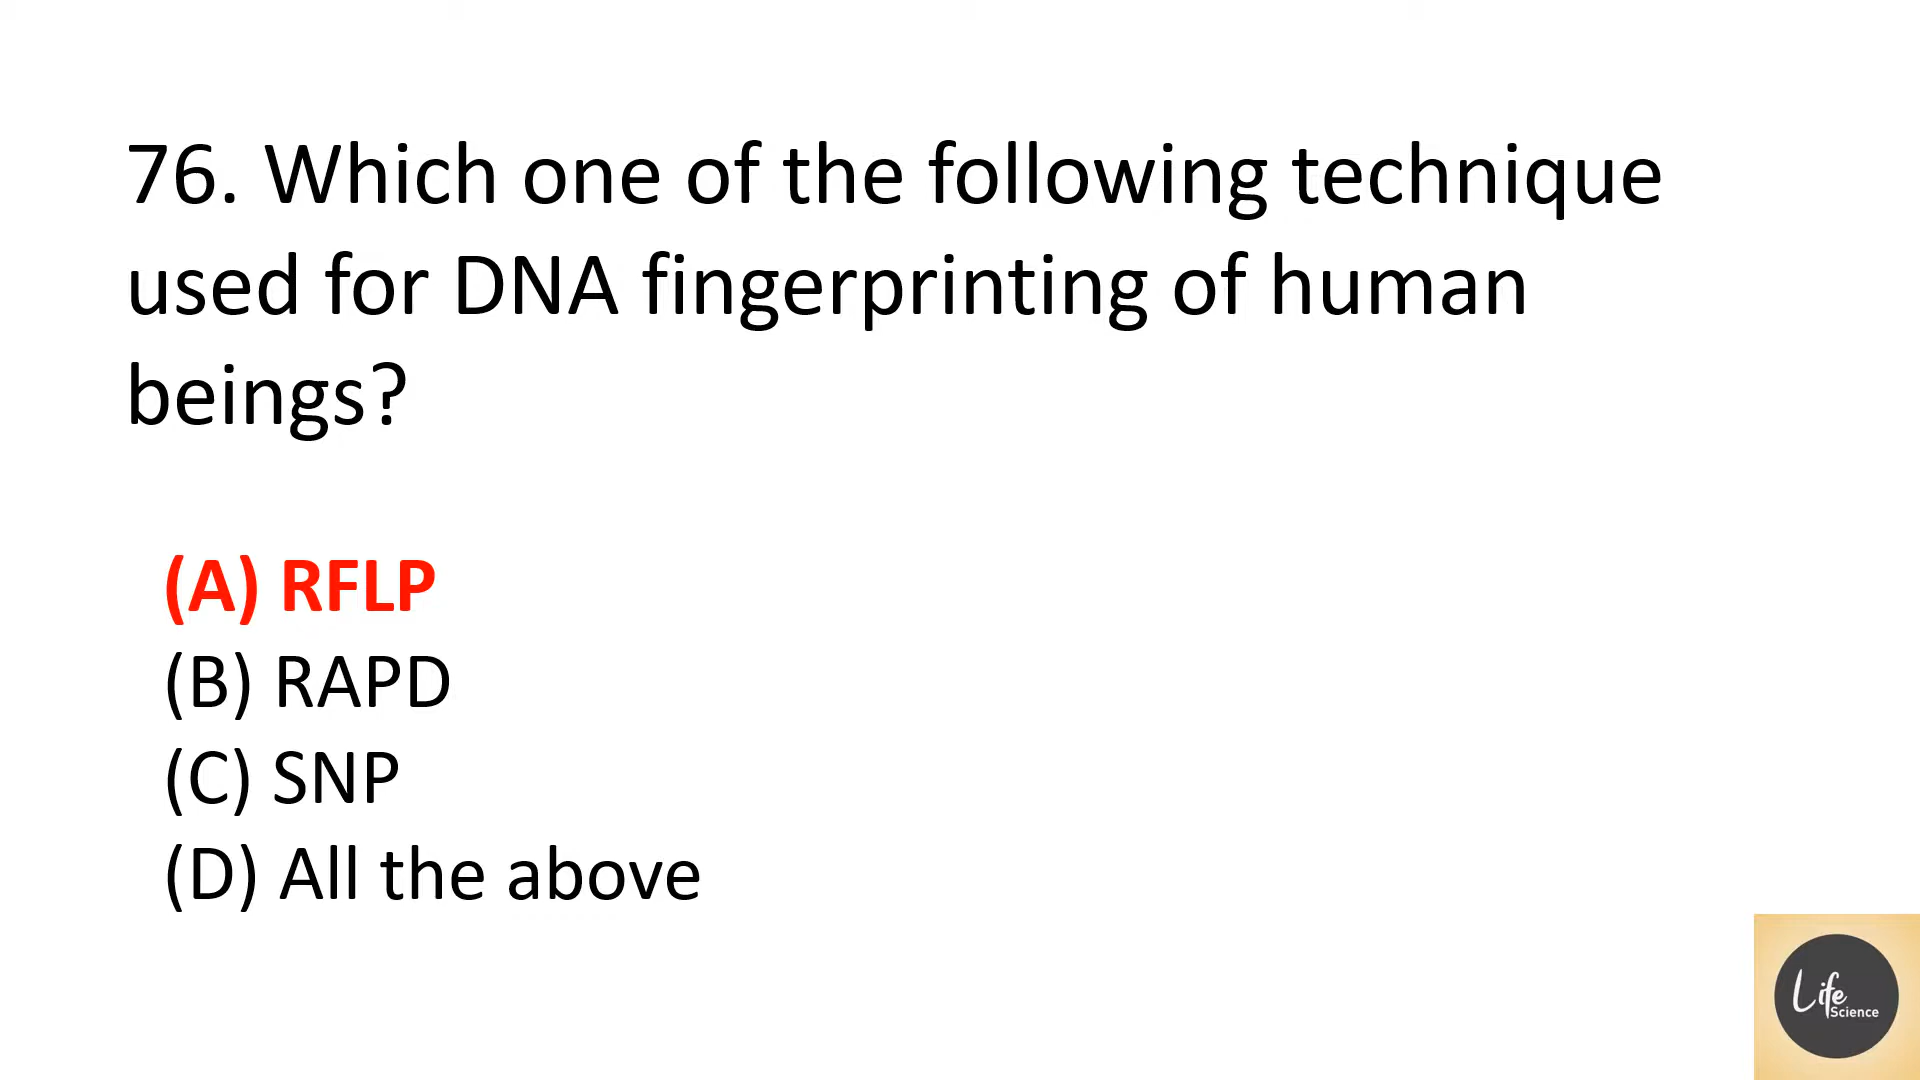 76. Which one of the following technique
used for DNA fingerprinting of human
beings?
(A) RFLP
(B) RAPD
(C) SNP
(D) All the above
Life
Science